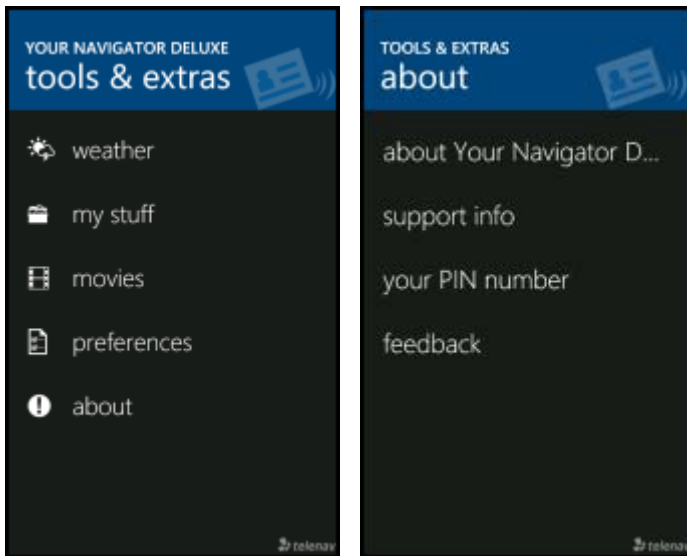 YOUR NAVIGATOR DELUXE
tools & extras
weather
my stuff
movies
preferences
about
telenav
TOOLS & EXTRAS
about
about Your Navigator D...
support info
your PIN number
feedback
telenav